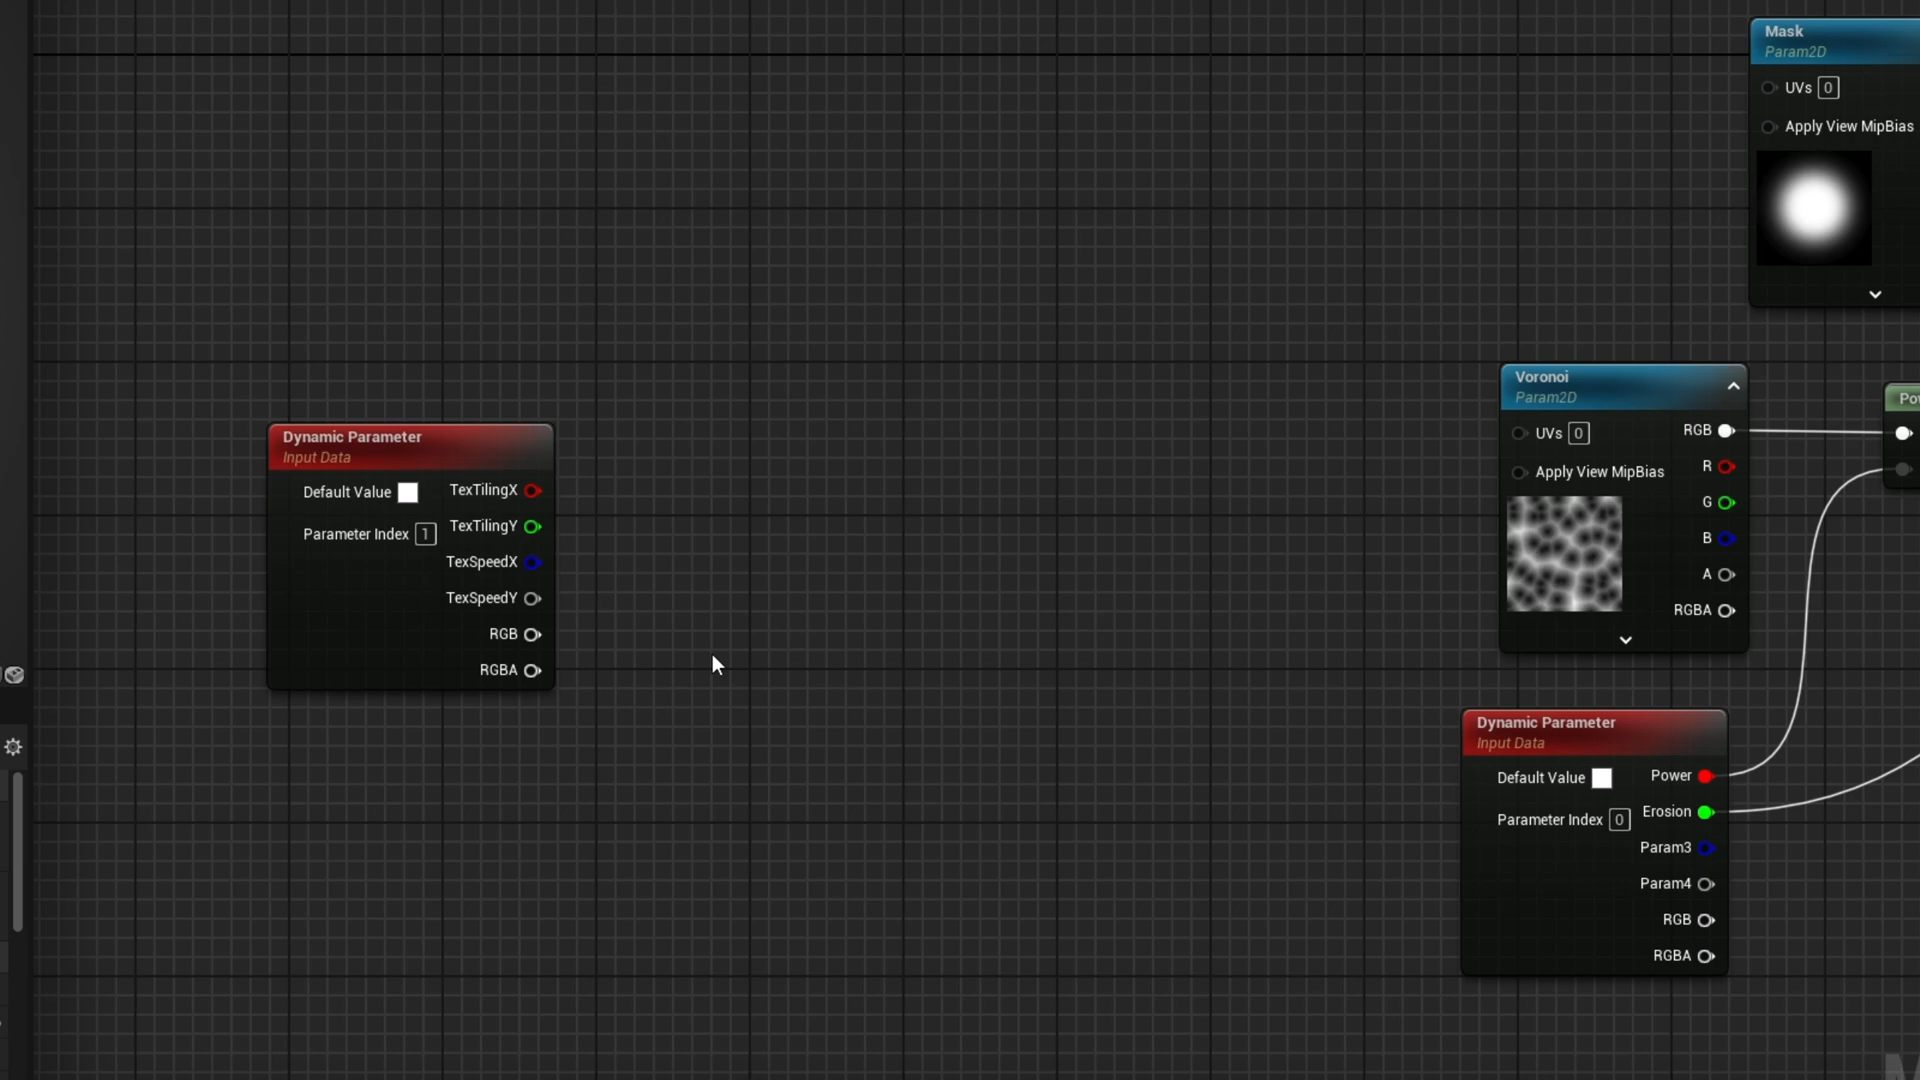 Mask
Param2D
UVs 0
Apply View MipBias
Voronoi
Param2D
UVs 0
RGB
Apply View MipBias
R
G
B
A
RGBA
Dynamic Parameter
Input Data
Default Value
TexTilingX
Parameter Index 1
TexTilingY
TexSpeedX
TexSpeedY
RGB
RGBA
Dynamic Parameter
Input Data
Default Value
Power
Parameter Index 0
Erosion
Param3
Param4
RGB
RGBA